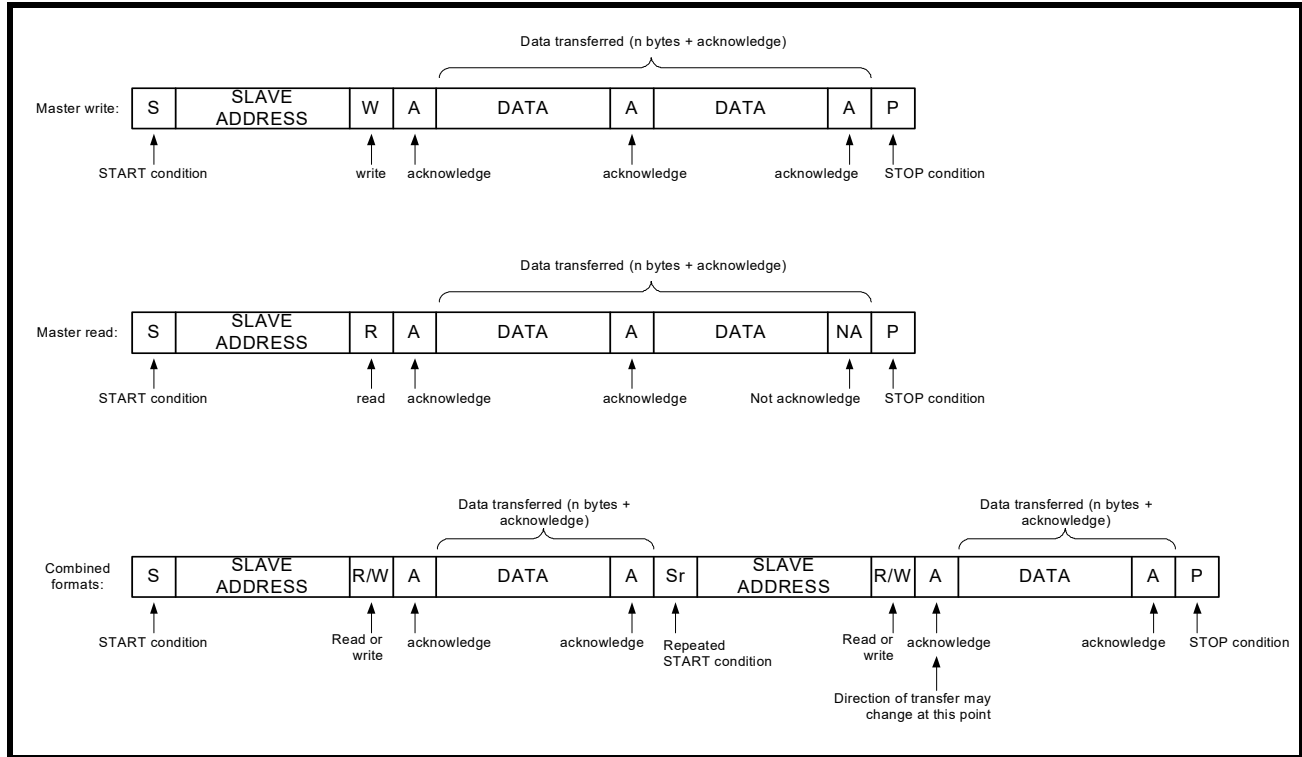 Data transferred (n bytes + acknowledge)
Master write: S SLAVE ADDRESS W A DATA A DATA A P
START condition write acknowledge acknowledge acknowledge STOP condition
Data transferred (n bytes + acknowledge)
Master read: S SLAVE ADDRESS R A DATA A DATA NA P
START condition read acknowledge acknowledge Not acknowledge STOP condition
Data transferred (n bytes +
acknowledge)
Data transferred (n bytes +
acknowledge)
Combined
formats:
S SLAVE ADDRESS R/W A DATA A Sr SLAVE ADDRESS R/W A DATA A P
START condition
Read or
write
acknowledge
acknowledge
Repeated
START condition
Read or
write
acknowledge
acknowledge
STOP condition
Direction of transfer may
change at this point